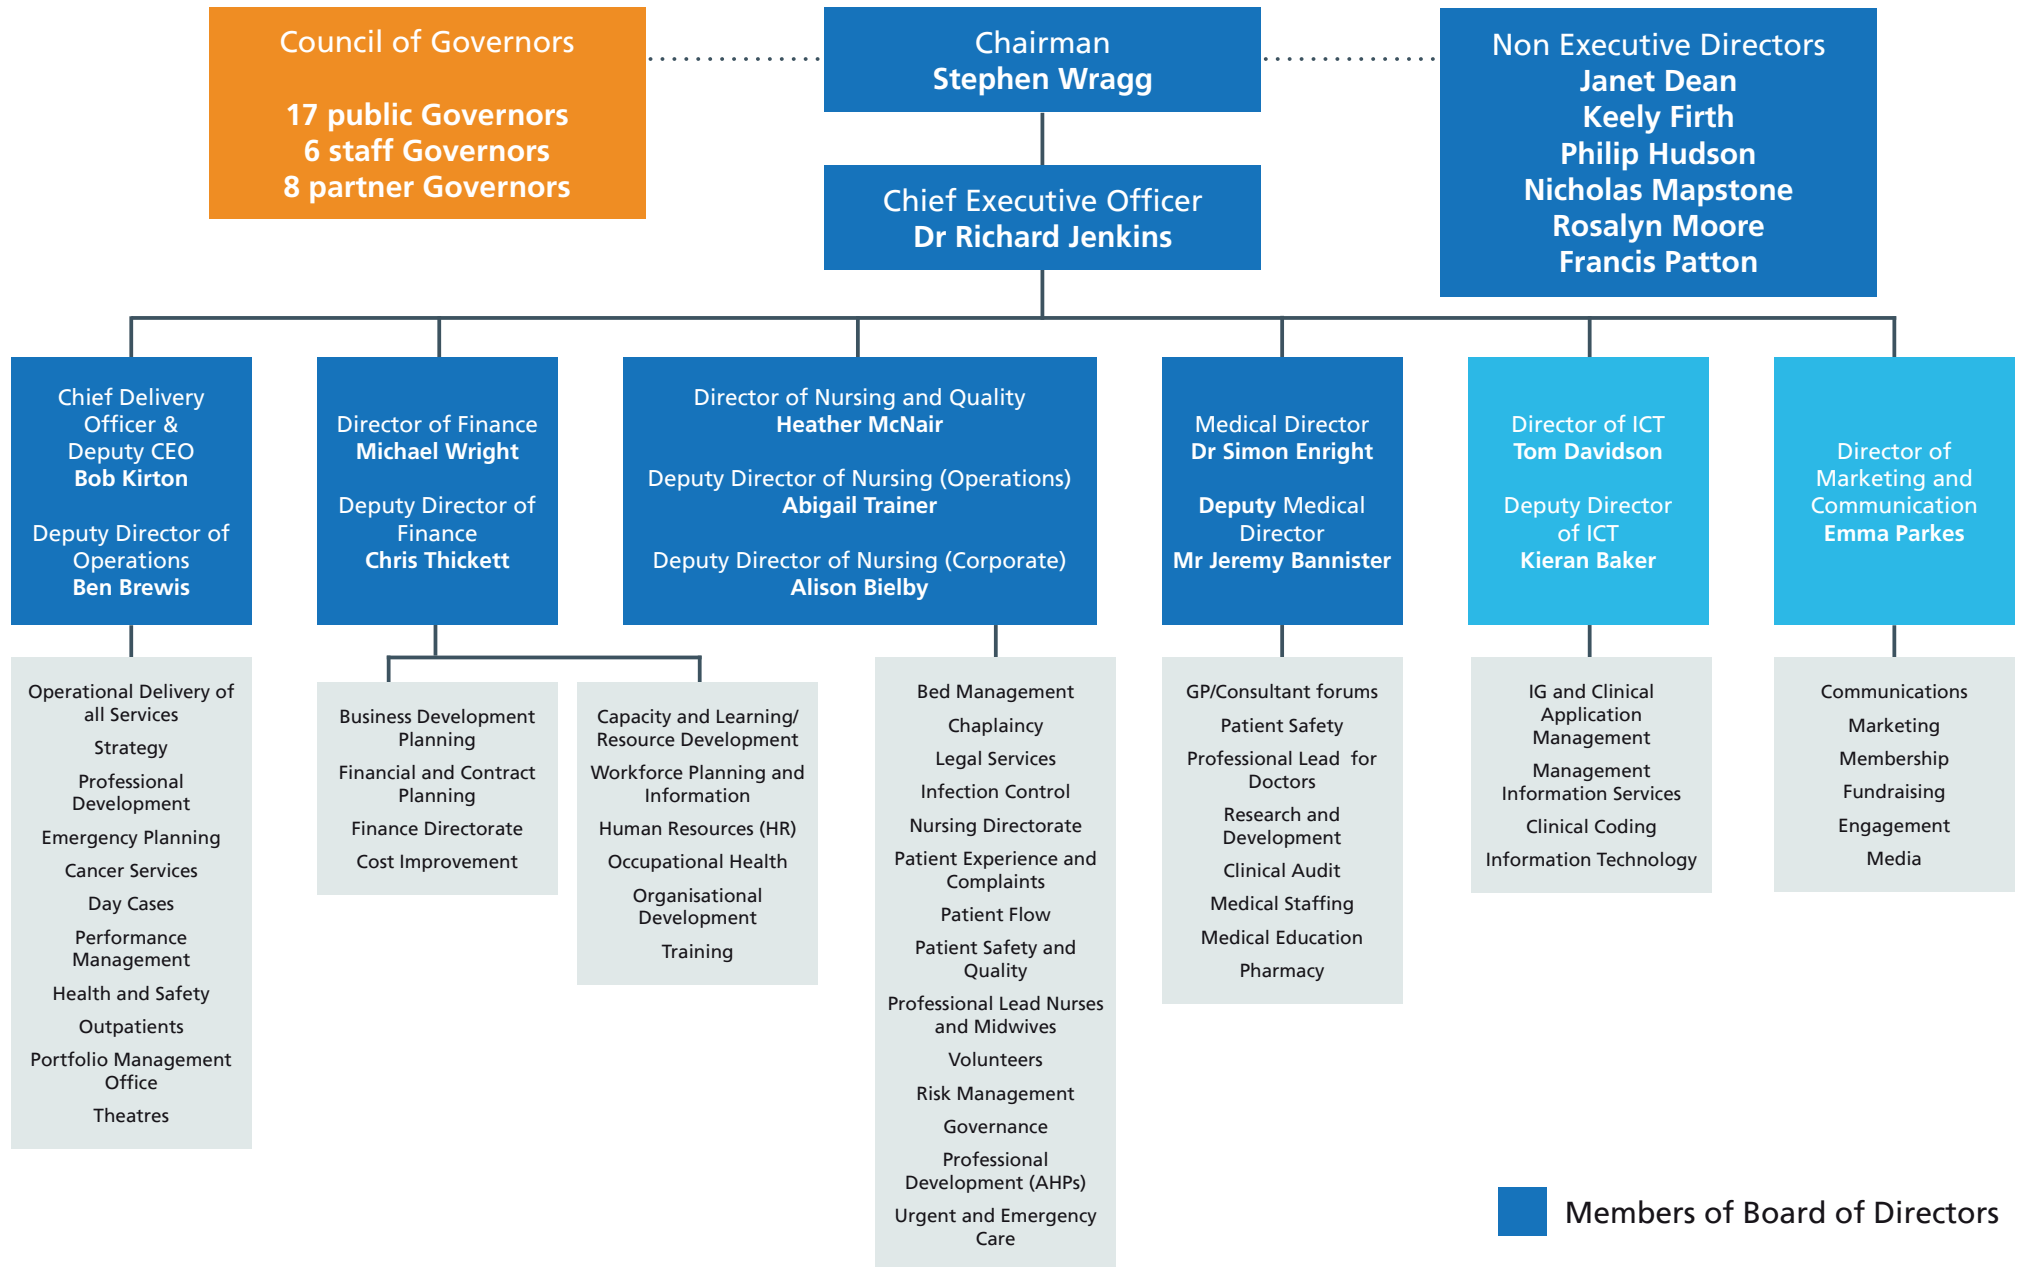 Council of Governors
17 public Governors
6 staff Governors
8 partner Governors
Chairman
Stephen Wragg
Non Executive Directors
Janet Dean
Keely Firth
Philip Hudson
Nicholas Mapstone
Rosalyn Moore
Francis Patton
Chief Executive Officer
Dr Richard Jenkins
Chief Delivery
Officer &
Deputy CEO
Bob Kirton
Deputy Director of
Operations
Ben Brewis
Director of Finance
Michael Wright
Deputy Director of
Finance
Chris Thickett
Director of Nursing and Quality
Heather McNair
Deputy Director of Nursing (Operations)
Abigail Trainer
Deputy Director of Nursing (Corporate)
Alison Bielby
Medical Director
Dr Simon Enright
Deputy Medical
Director
Mr Jeremy Bannister
Director of ICT
Tom Davidson
Deputy Director
of ICT
Kieran Baker
Director of
Marketing and
Communication
Emma Parkes
Operational Delivery of
all Services
Strategy
Professional
Development
Emergency Planning
Cancer Services
Day Cases
Performance
Management
Health and Safety
Outpatients
Portfolio Management
Office
Theatres
Business Development
Planning
Financial and Contract
Planning
Finance Directorate
Cost Improvement
Capacity and Learning/
Resource Development
Workforce Planning and
Information
Human Resources (HR)
Occupational Health
Organisational
Development
Training
Bed Management
Chaplaincy
Legal Services
Infection Control
Nursing Directorate
Patient Experience and
Complaints
Patient Flow
Patient Safety and
Quality
Professional Lead Nurses
and Midwives
Volunteers
Risk Management
Governance
Professional
Development (AHPs)
Urgent and Emergency
Care
GP/Consultant forums
Patient Safety
Professional Lead for
Doctors
Research and
Development
Clinical Audit
Medical Staffing
Medical Education
Pharmacy
IG and Clinical
Application
Management
Management
Information Services
Clinical Coding
Information Technology
Communications
Marketing
Membership
Fundraising
Engagement
Media
Members of Board of Directors